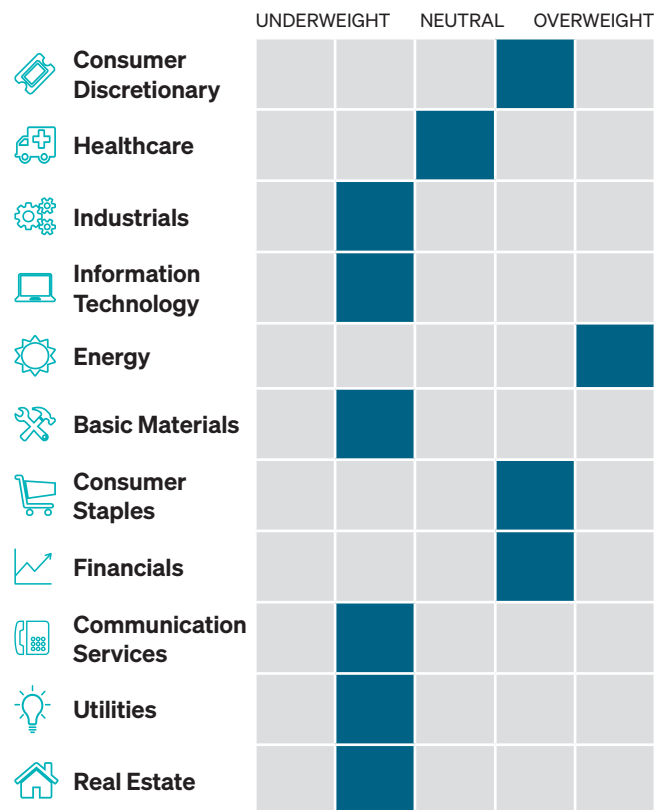 UNDERWEIGHT NEUTRAL OVERWEIGHT
Consumer
Discretionary
Healthcare
Industrials
Information
Technology
Energy
Basic Materials
Consumer
Staples
Financials
Communication
Services
Utilities
Real Estate